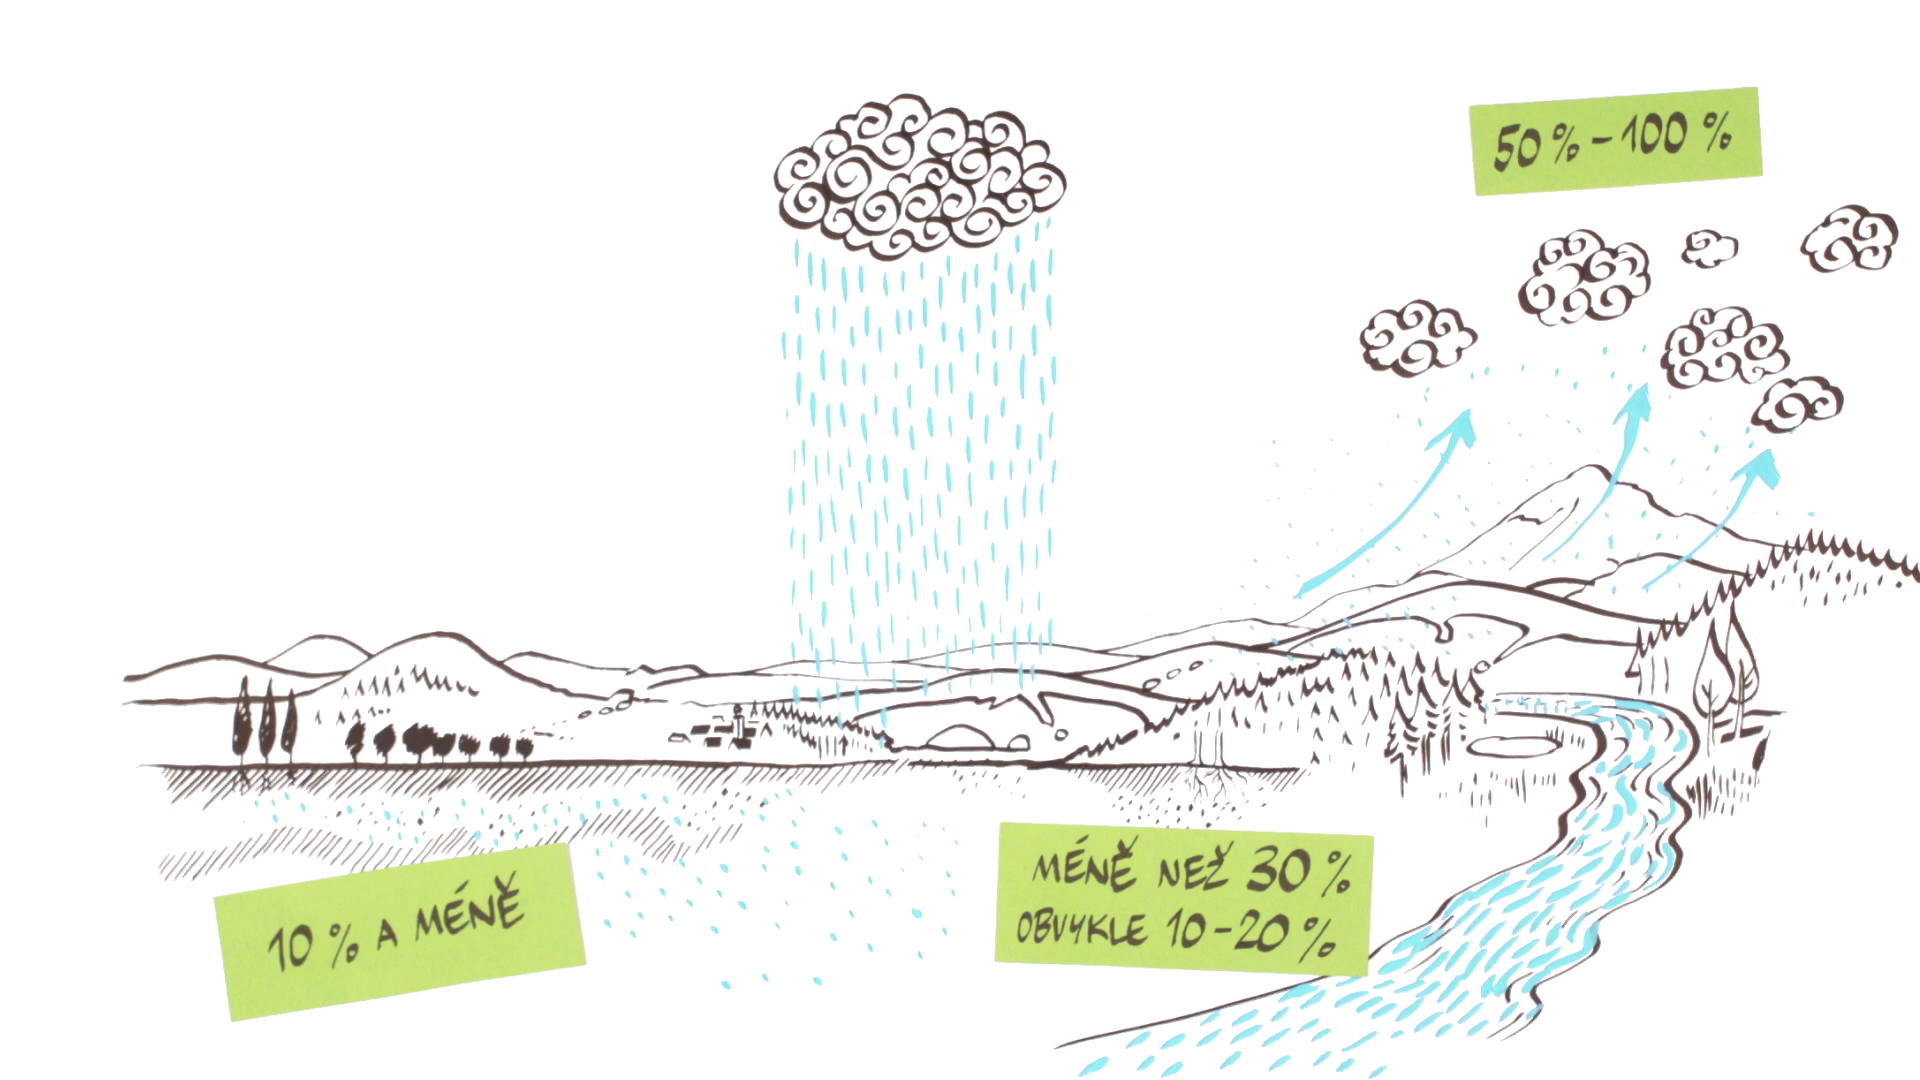 50 % – 100 %
10 % A MÉNĚ
MÉNĚ NEŽ 30 %
OBVYKLE 10 – 20 %